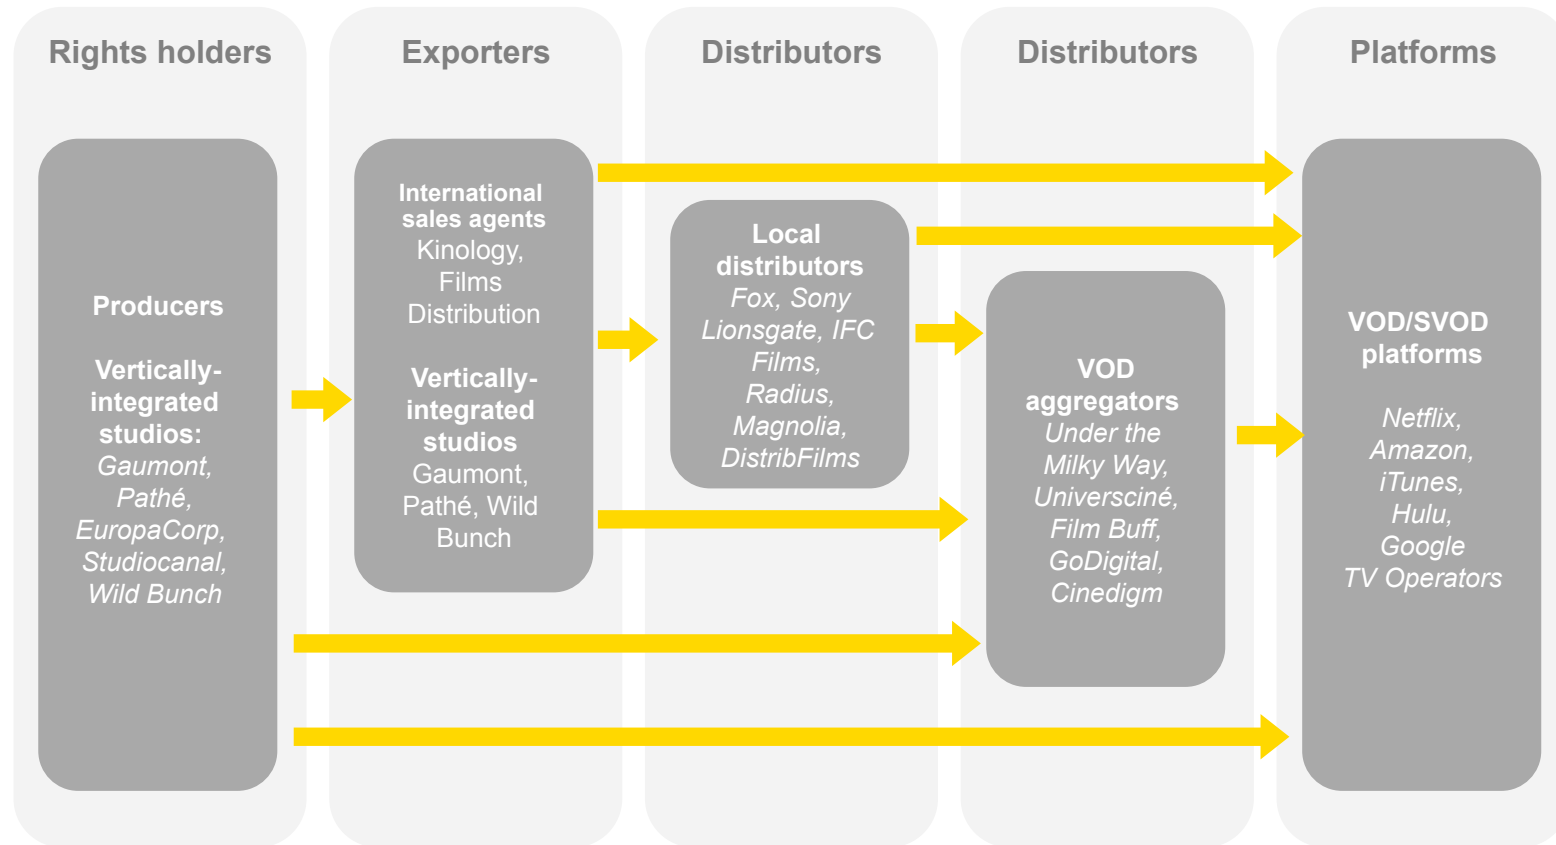 Rights holders
Exporters
Distributors
Distributors
Platforms
Producers
Vertically-
integrated
studios:
Gaumont,
Pathé,
EuropaCorp,
Studiocanal,
Wild Bunch
International
sales agents
Kinology,
Films
Distribution
Vertically-
integrated
studios
Gaumont,
Pathé, Wild
Bunch
Local
distributors
Fox, Sony
Lionsgate, IFC
Films,
Radius,
Magnolia,
DistribFilms
VOD
aggregators
Under the
Milky Way,
Universciné,
Film Buff,
GoDigital,
Cinedigm
VOD/SVOD
platforms
Netflix,
Amazon,
iTunes,
Hulu,
Google
TV Operators